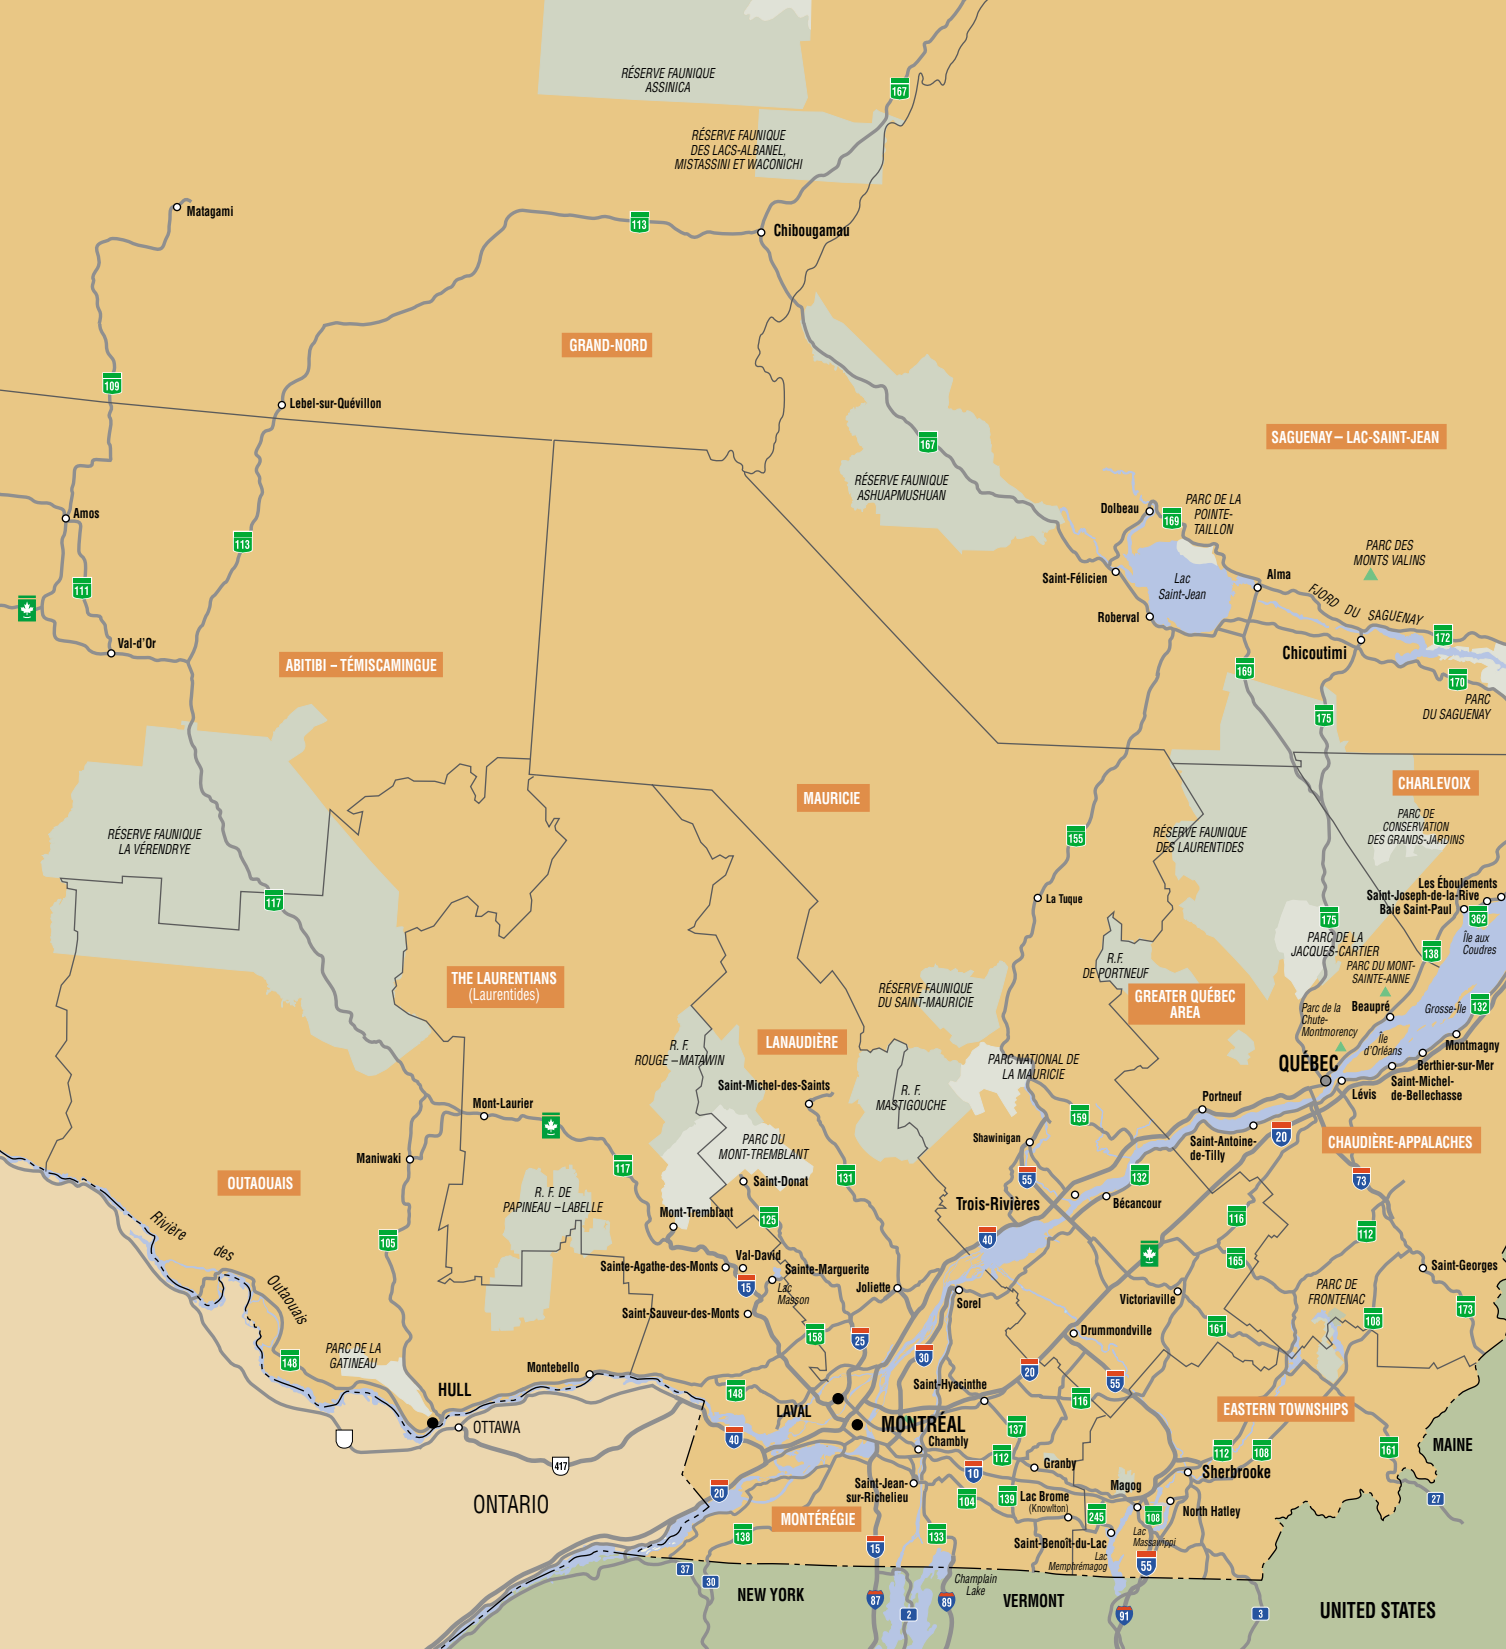 RÉSERVE FAUNIQUE
ASSINICA
167
RÉSERVE FAUNIQUE
DES LACS-ALBANEL,
MISTASSINI ET WACONICHI
Matagami
113
Chibougamau
GRAND-NORD
109
Lebel-sur-Quévillon
167
SAGUENAY – LAC-SAINT-JEAN
RÉSERVE FAUNIQUE
ASHUAPMUSHUAN
Dolbeau
169
PARC DE LA
POINTE-
TAILLON
Amos
113
PARC DES
MONTS VALINS
111
Saint-Félicien
Lac
Saint-Jean
Alma
FJORD DU SAGUENAY
Roberval
172
Val-d'Or
Chicoutimi
ABITIBI – TÉMISCAMINGUE
169
170
175
PARC
DU SAGUENAY
CHARLEVOIX
MAURICIE
PARC DE
CONSERVATION
DES GRANDS-JARDINS
RÉSERVE FAUNIQUE
LA VÉRENDRYE
155
RÉSERVE FAUNIQUE
DES LAURENTIDES
117
La Tuque
Les Éboulements
Saint-Joseph-de-la-Rive
Baie Saint-Paul
362
175
PARC DE LA
JACQUES-CARTIER
138
Île aux
Coudres
R.F.
DE PORTNEUF
PARC DU MONT-
SAINTE-ANNE
THE LAURENTIANS
(Laurentides)
RÉSERVE FAUNIQUE
DU SAINT-MAURICIE
GREATER QUÉBEC
AREA
Parc de la
Chute-
Montmorency
Beaupré
Grosse-Île
132
R. F.
ROUGE – MATAWIN
LANAUDIÈRE
Île
d'Orléans
Montmagny
PARC NATIONAL DE
LA MAURICIE
QUÉBEC
Berthier-sur-Mer
Saint-Michel-des-Saints
R. F.
MASTIGOUCHE
Lévis
Saint-Michel-
de-Bellechasse
Mont-Laurier
Portneuf
159
Shawinigan
Saint-Antoine-
de-Tilly
20
CHAUDIÈRE-APPALACHES
Maniwaki
117
PARC DU
MONT-TREMBLANT
OUTAOUAIS
Saint-Donat
131
55
132
73
R. F. DE
PAPINEAU – LABELLE
Trois-Rivières
Bécancour
Mont-Tremblant
125
116
112
Rivière des Outaouais
105
40
Val-David
Sainte-Agathe-des-Monts
Sainte-Marguerite
165
Saint-Georges
15
Lac
Masson
Joliette
Sorel
Victoriaville
PARC DE
FRONTENAC
Saint-Sauveur-des-Monts
173
108
158
25
Drummondville
161
PARC DE LA
GATINEAU
148
30
Montebello
20
55
HULL
148
Saint-Hyacinthe
116
LAVAL
EASTERN TOWNSHIPS
OTTAWA
MONTRÉAL
137
40
Chambly
112
112
108
161
MAINE
417
10
Granby
Sherbrooke
ONTARIO
20
Saint-Jean-
sur-Richelieu
104
139
Lac Brome
(Knowlton)
Magog
27
MONTÉRÉGIE
245
108
North Hatley
138
133
Saint-Benoît-du-Lac
Lac
Massawippi
15
Lac
Memphrémagog
55
37
30
NEW YORK
Champlain
Lake
87
2
89
VERMONT
91
3
UNITED STATES